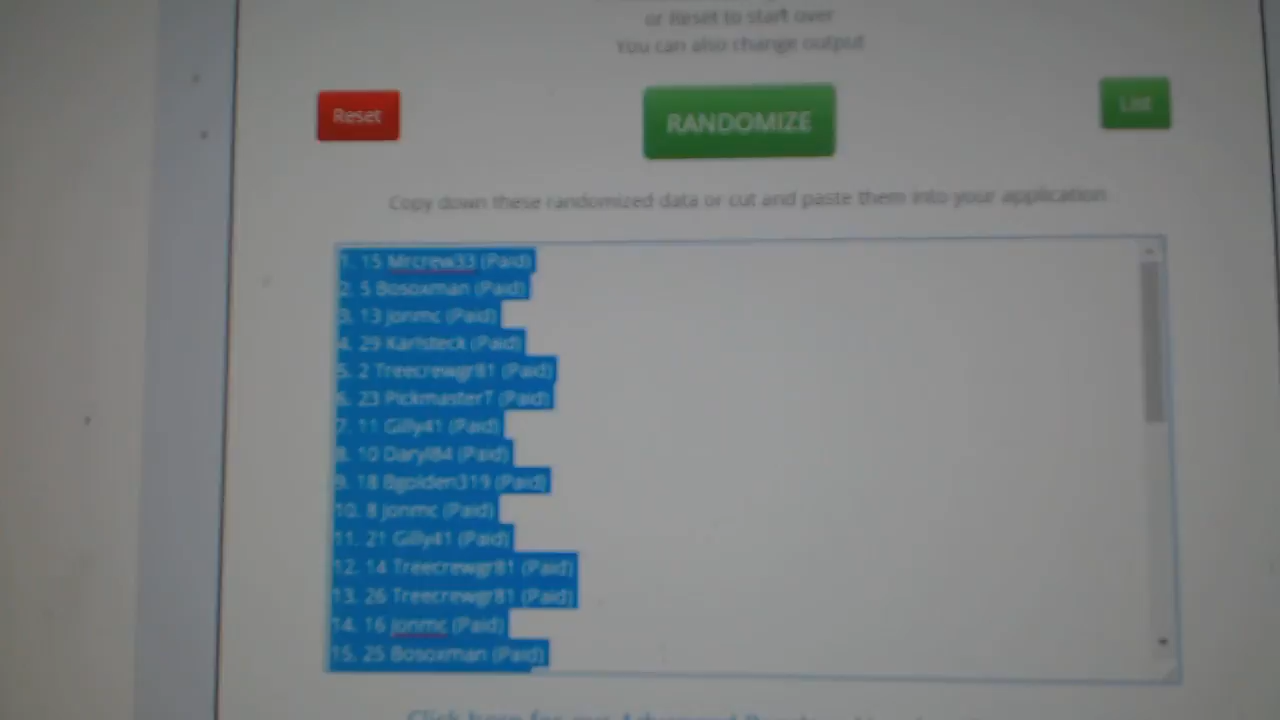 or Reset to start over
You can also change output
Reset
RANDOMIZE
List
Copy down these randomized data or cut and paste them into your application
1. 15 Mrcrew33 (Paid)
2. 5 Bosoxman (Paid)
3. 13 Jonmc (Paid)
4. 29 Karlsteck (Paid)
5. 2 Treecrewgr81 (Paid)
6. 23 PickmasterT (Paid)
7. 11 Gilly41 (Paid)
8. 10 Daryl84 (Paid)
9. 18 Bgolden319 (Paid)
10. 8 Jonmc (Paid)
11. 21 Gilly41 (Paid)
12. 14 Treecrewgr81 (Paid)
13. 26 Treecrewgr81 (Paid)
14. 16 Jonmc (Paid)
15. 25 Bosoxman (Paid)
Click here for